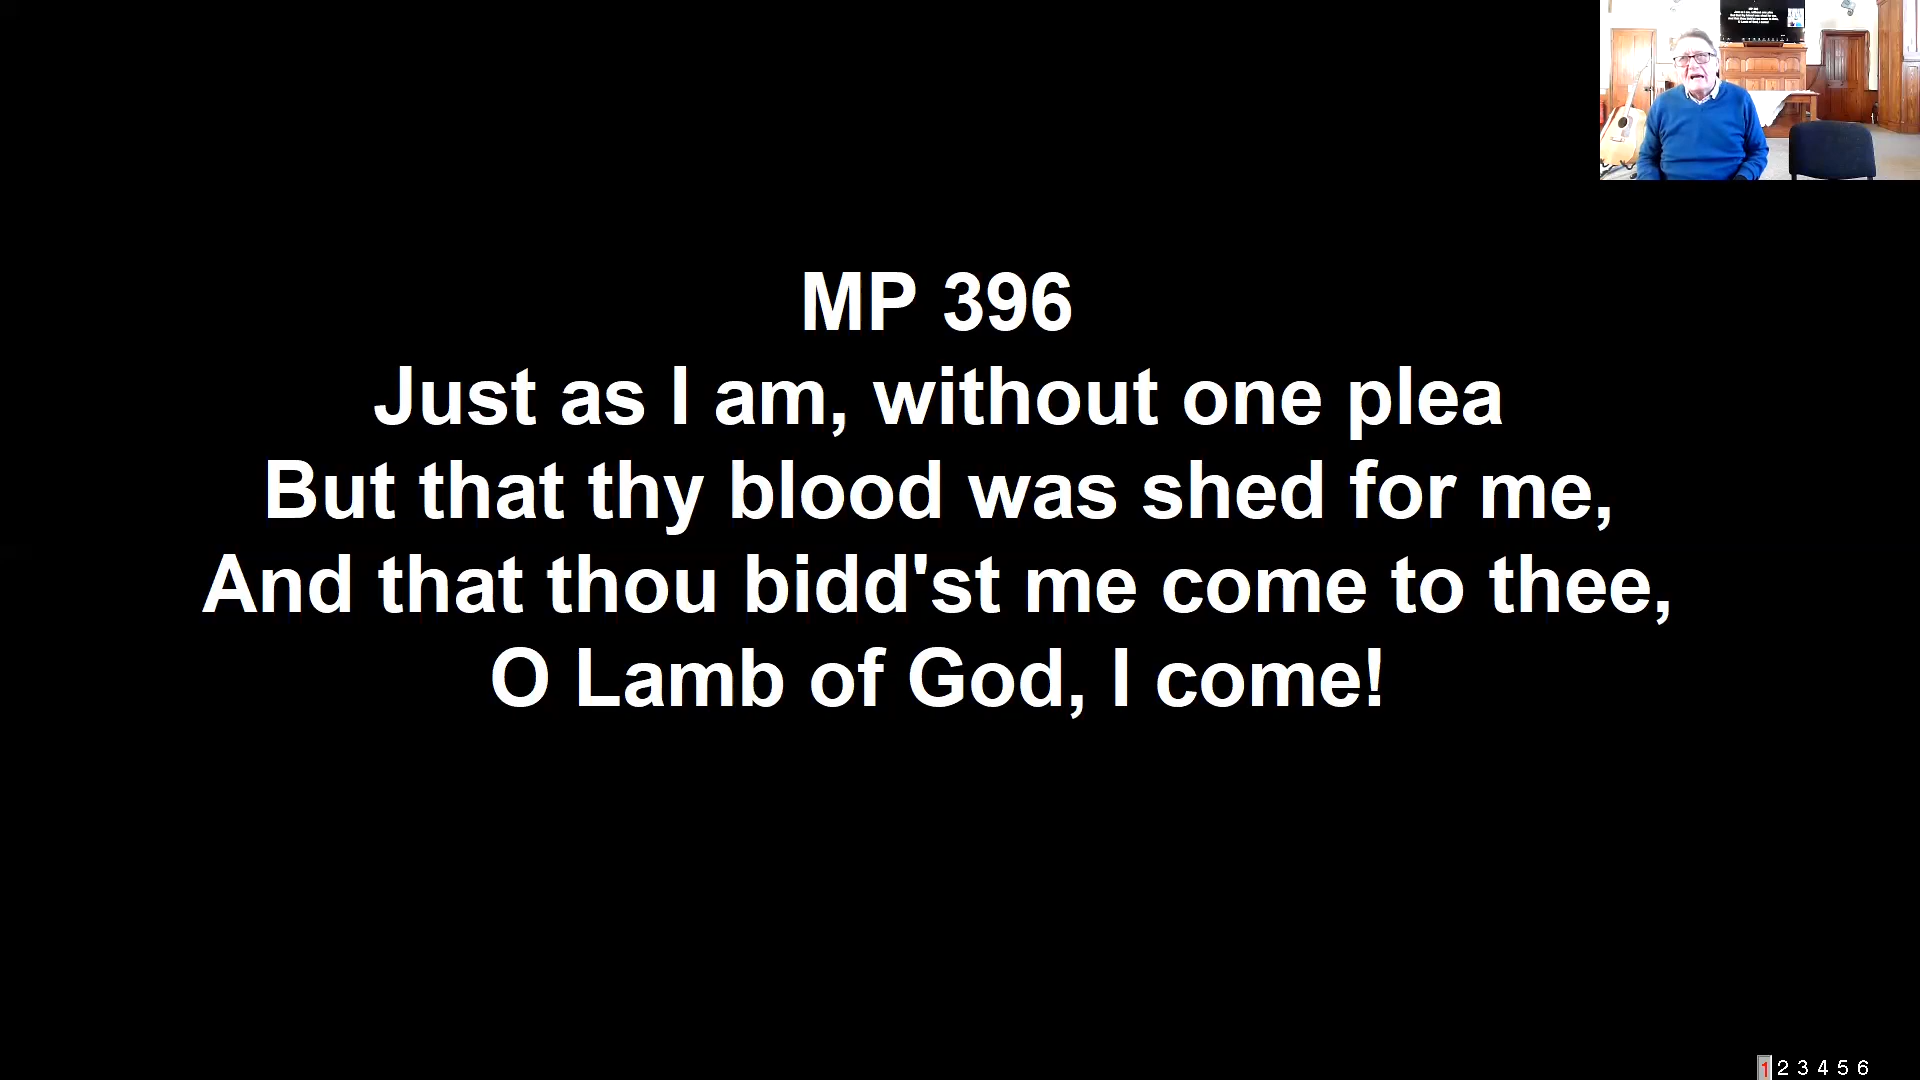 MP 396
Just as I am, without one plea
But that thy blood was shed for me,
And that thou bidd'st me come to thee,
O Lamb of God, I come!
1 2 3 4 5 6